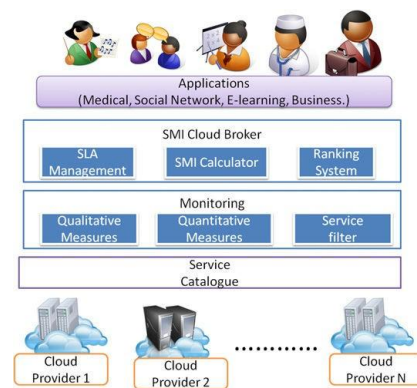 Applications
(Medical, Social Network, E-learning, Business.)
SMI Cloud Broker
SLA
Management
SMI Calculator
Ranking
System
Monitoring
Qualitative
Measures
Quantitative
Measures
Service
filter
Service
Catalogue
Cloud
Provider 1
Cloud
Provider 2
............
Cloud
Provider N